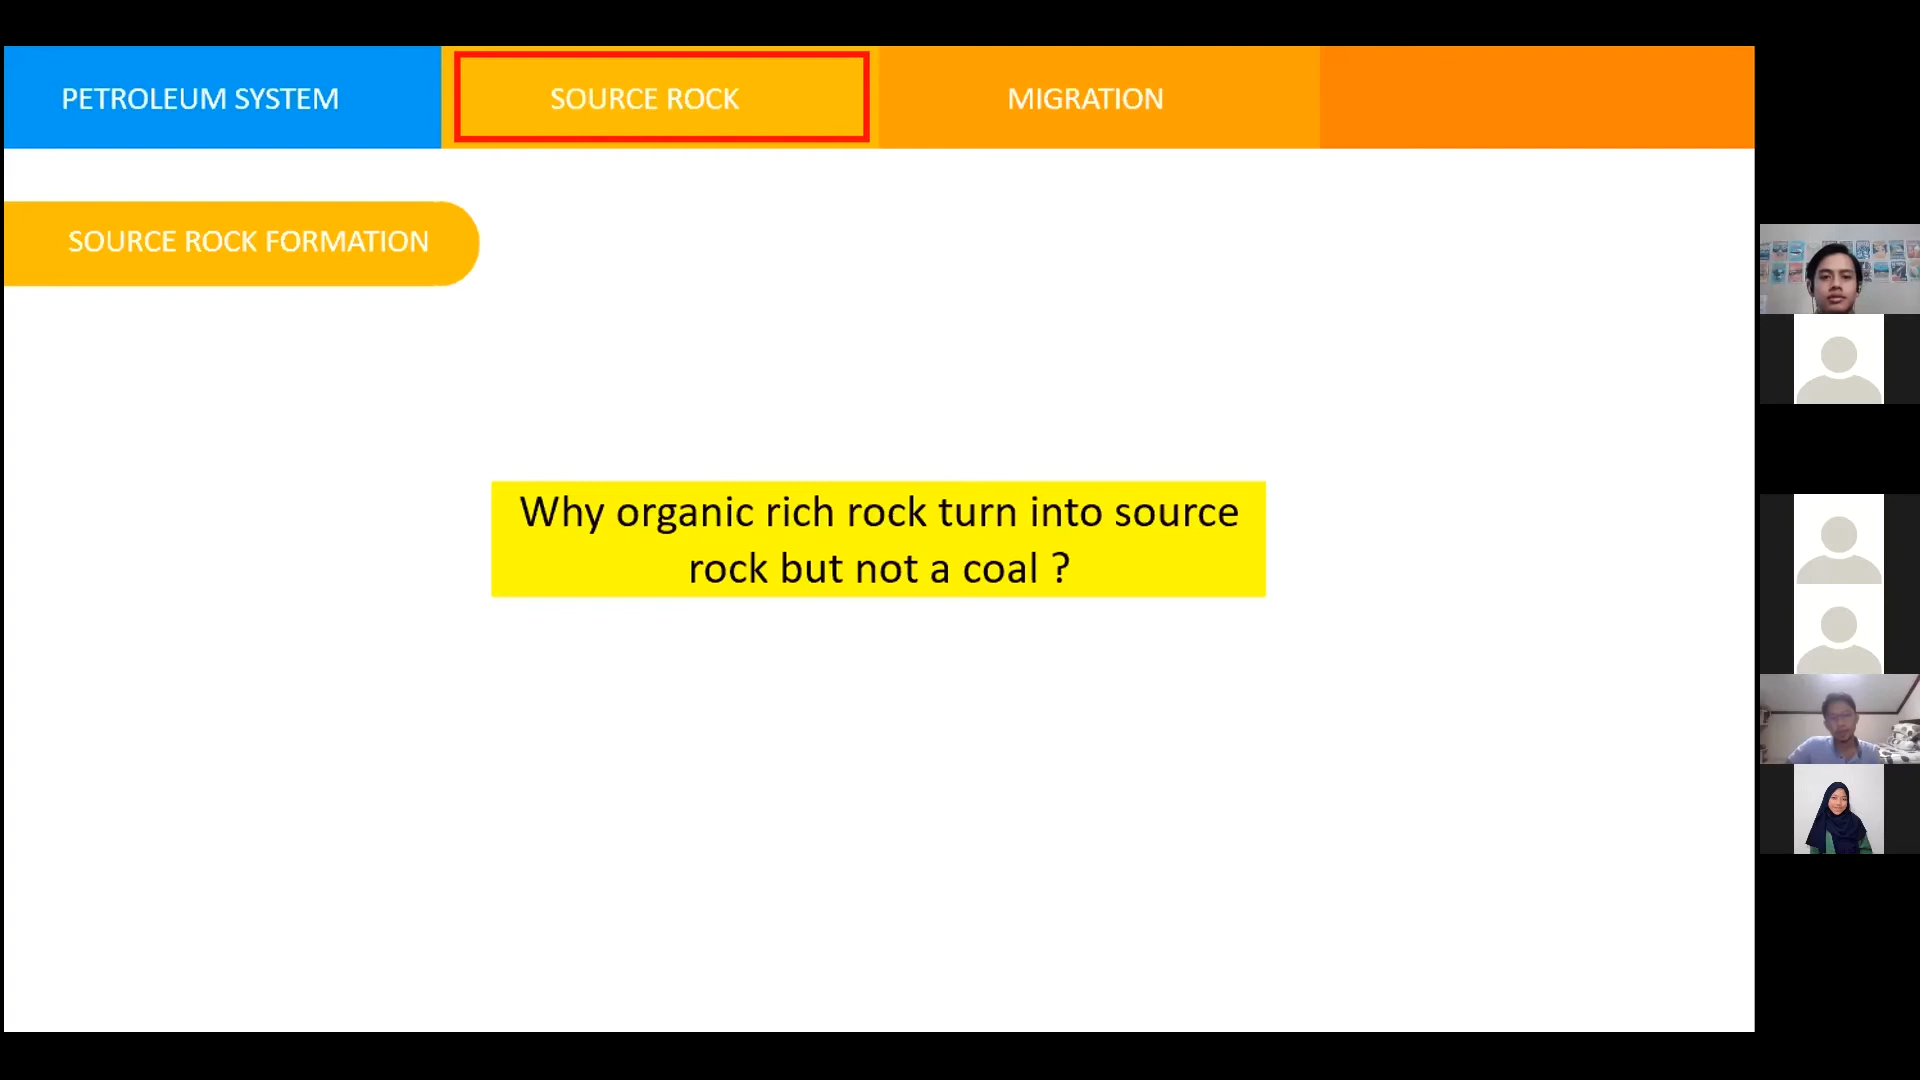 PETROLEUM SYSTEM
SOURCE ROCK
MIGRATION
SOURCE ROCK FORMATION
Why organic rich rock turn into source
rock but not a coal ?